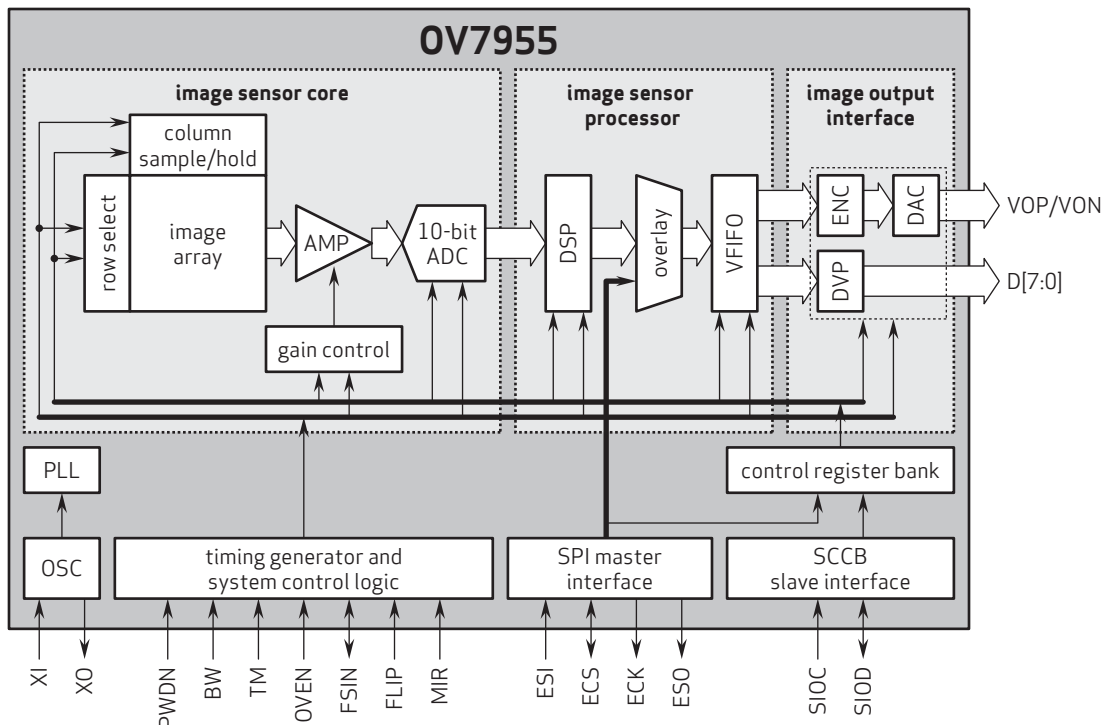 OV7955
image sensor core
image sensor
processor
image output
interface
column
sample/hold
row select
image
array
AMP
10-bit
ADC
gain control
DSP
overlay
VFIFO
ENC
DAC
DVP
VOP/VON
D[7:0]
PLL
OSC
timing generator and
system control logic
SPI master
interface
control register bank
SCCB
slave interface
XI
XO
PWDN
BW
TM
OVEN
FSIN
FLIP
MIR
ESI
ECS
ECK
ESO
SIOC
SIOD